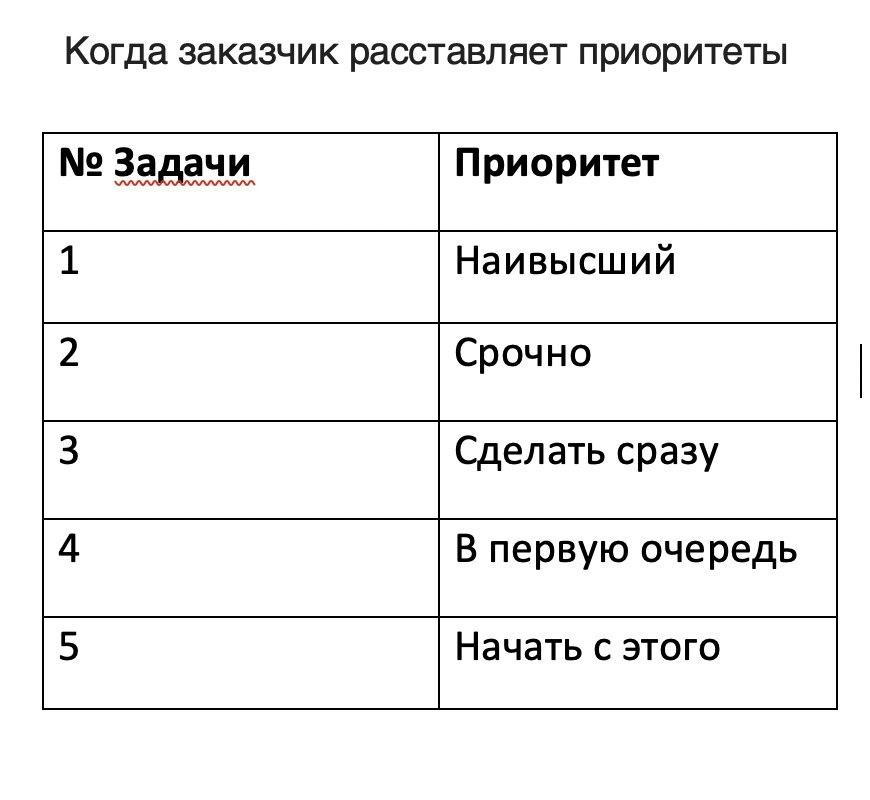 Когда заказчик расставляет приоритеты
№ Задачи Приоритет
1 Наивысший
2 Срочно
3 Сделать сразу
4 В первую очередь
5 Начать с этого